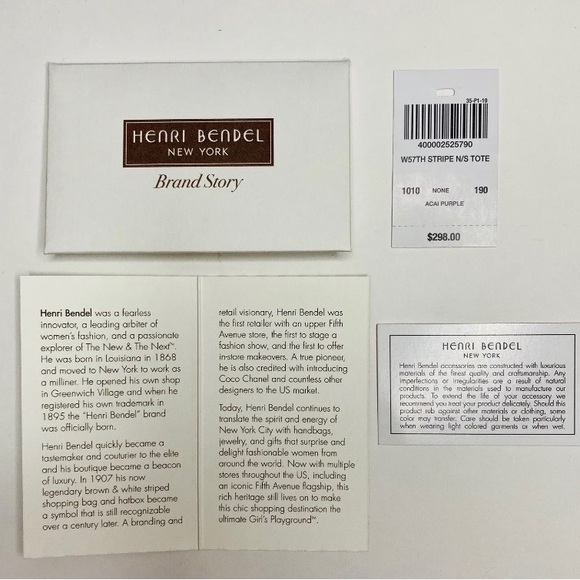 HENRI BENDEL
NEW YORK
Brand Story
35-P1-10
400002525790
W57TH STRIPE N/S TOTE
1010 NONE 190
ACAI PURPLE
$298.00
Henri Bendel was a fearless
innovator, a leading arbiter of
women's fashion, and a passionate
explorer of The New & The Next™.
He was born in Louisiana in 1868
and moved to New York to work as
a milliner. He opened his own shop
in Greenwich Village and when he
registered his own trademark in
1895 the "Henri Bendel" brand
was officially born.
Henri Bendel quickly became a
tastemaker and couturier to the elite
and his boutique became a beacon
of luxury. In 1907 his now
legendary brown & white striped
shopping bag and hatbox became
a symbol that is still recognizable
over a century later. A branding and
retail visionary, Henri Bendel was
the first retailer with an upper Fifth
Avenue store, the first to stage a
fashion show, and the first to offer
in-store makeovers. A true pioneer,
he is also credited with introducing
Coco Chanel and countless other
designers to the US market.
Today, Henri Bendel continues to
translate the spirit and energy of
New York City with handbags,
jewelry, and gifts that surprise and
delight fashionable women from
around the world. Now with multiple
stores throughout the US, including
an iconic Fifth Avenue flagship, this
rich heritage still lives on to make
this chic shopping destination the
ultimate Girl's Playground™.
HENRI BENDEL
NEW YORK
Henri Bendel accessories are constructed with luxurious
materials of the finest quality and craftsmanship. Any
imperfections or irregularities are a result of natural
conditions in the materials used to manufacture our
products. To extend the life of your accessory we
recommend you treat your product delicately. Should this
product rub against other materials or clothing, some
color may transfer. Care should be taken particularly
when wearing light colored garments or when wet.